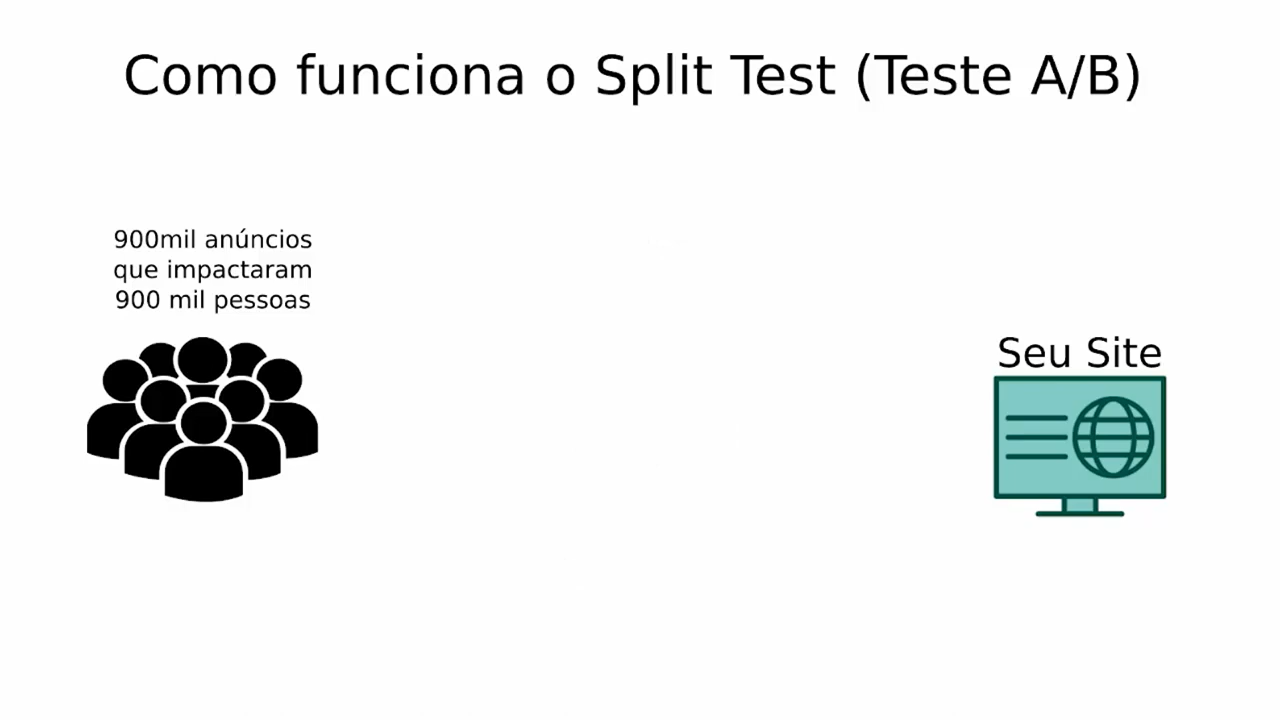 Como funciona o Split Test (Teste A/B)
900mil anúncios
que impactaram
900 mil pessoas
Seu Site